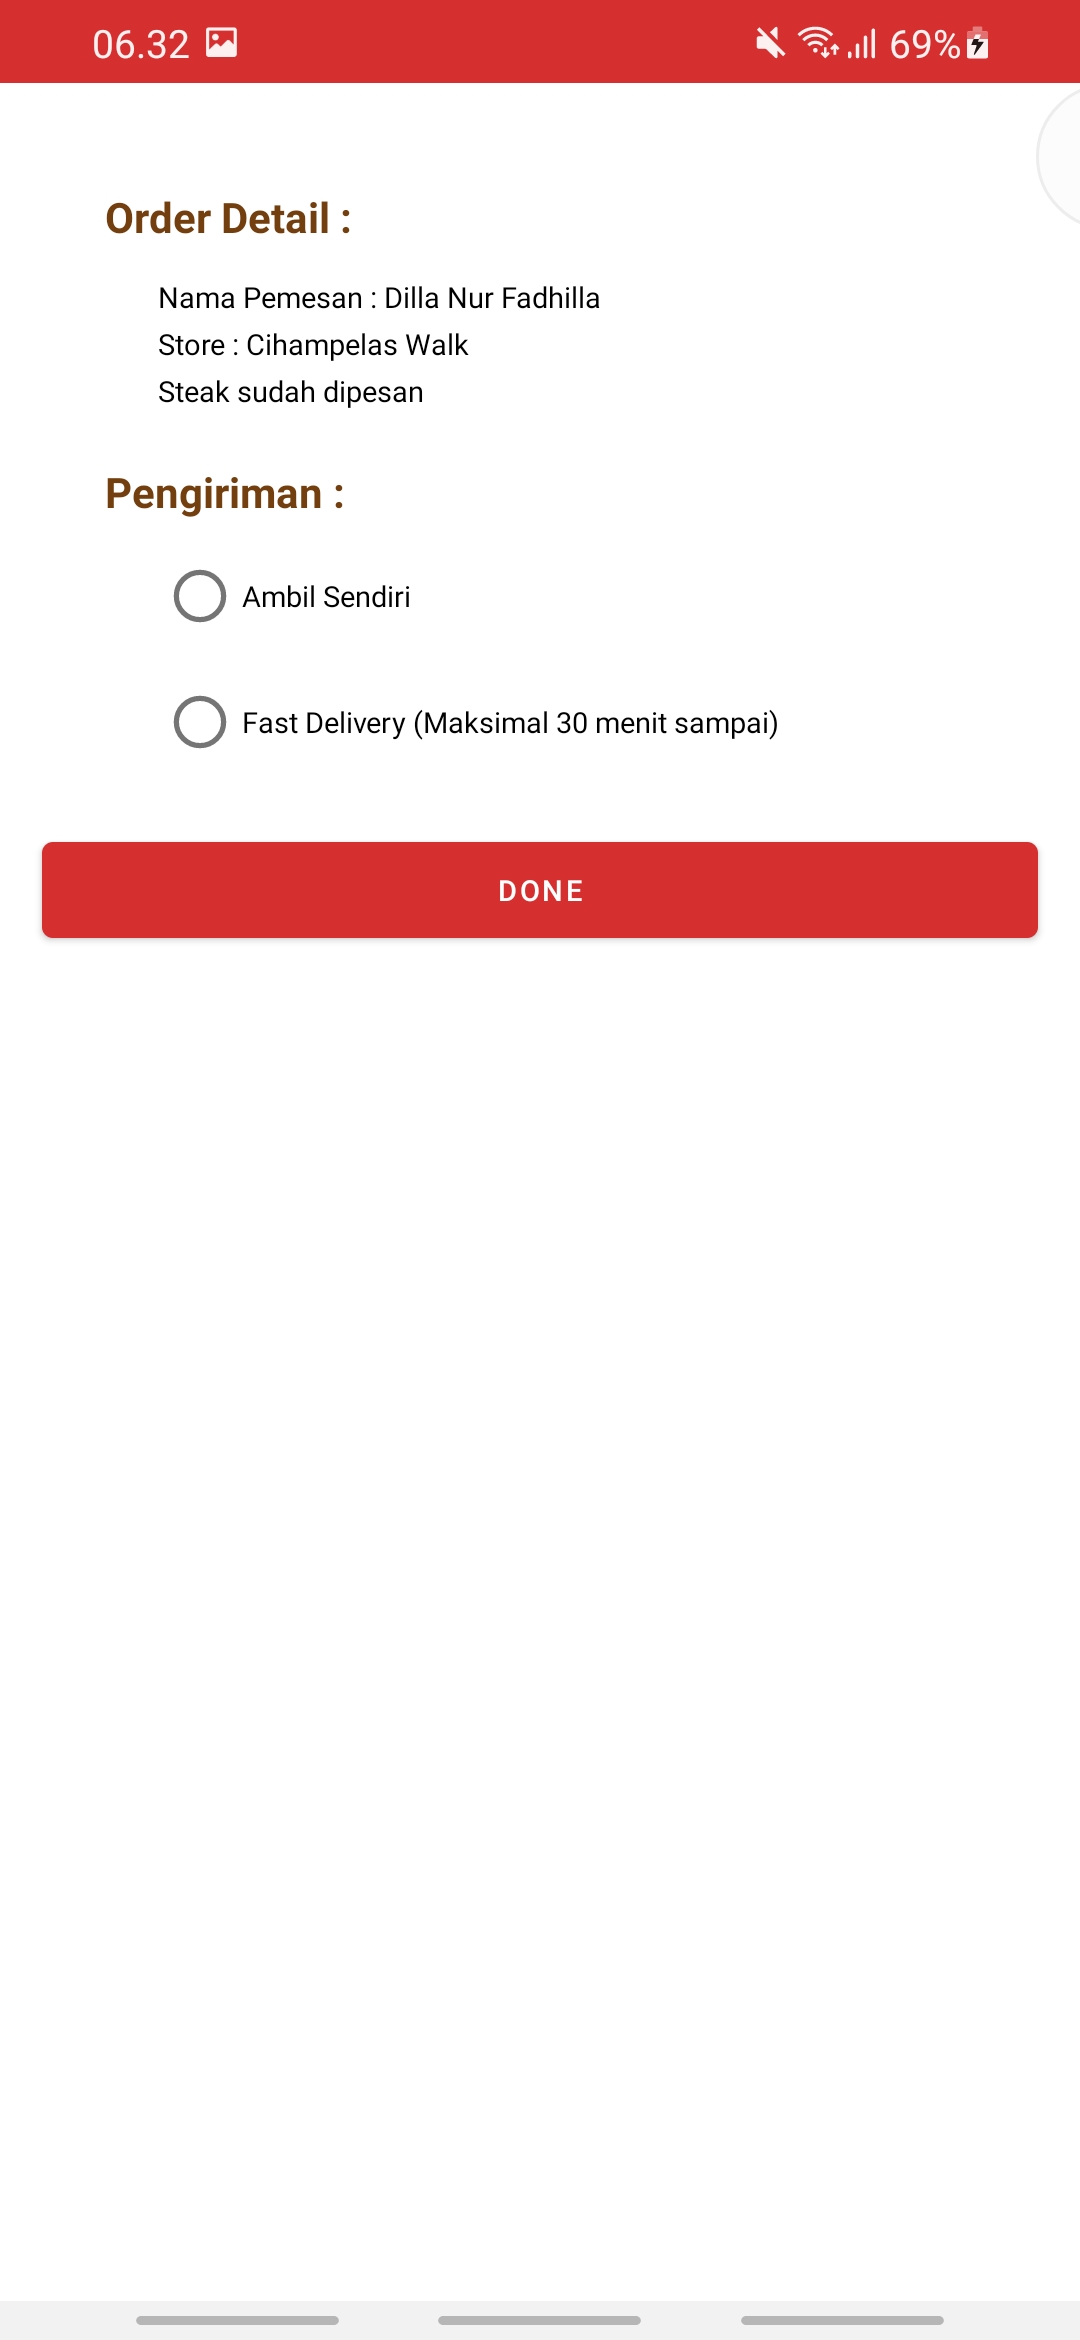 06.32 69%
Order Detail :
Nama Pemesan : Dilla Nur Fadhilla
Store : Cihampelas Walk
Steak sudah dipesan
Pengiriman :
Ambil Sendiri
Fast Delivery (Maksimal 30 menit sampai)
DONE